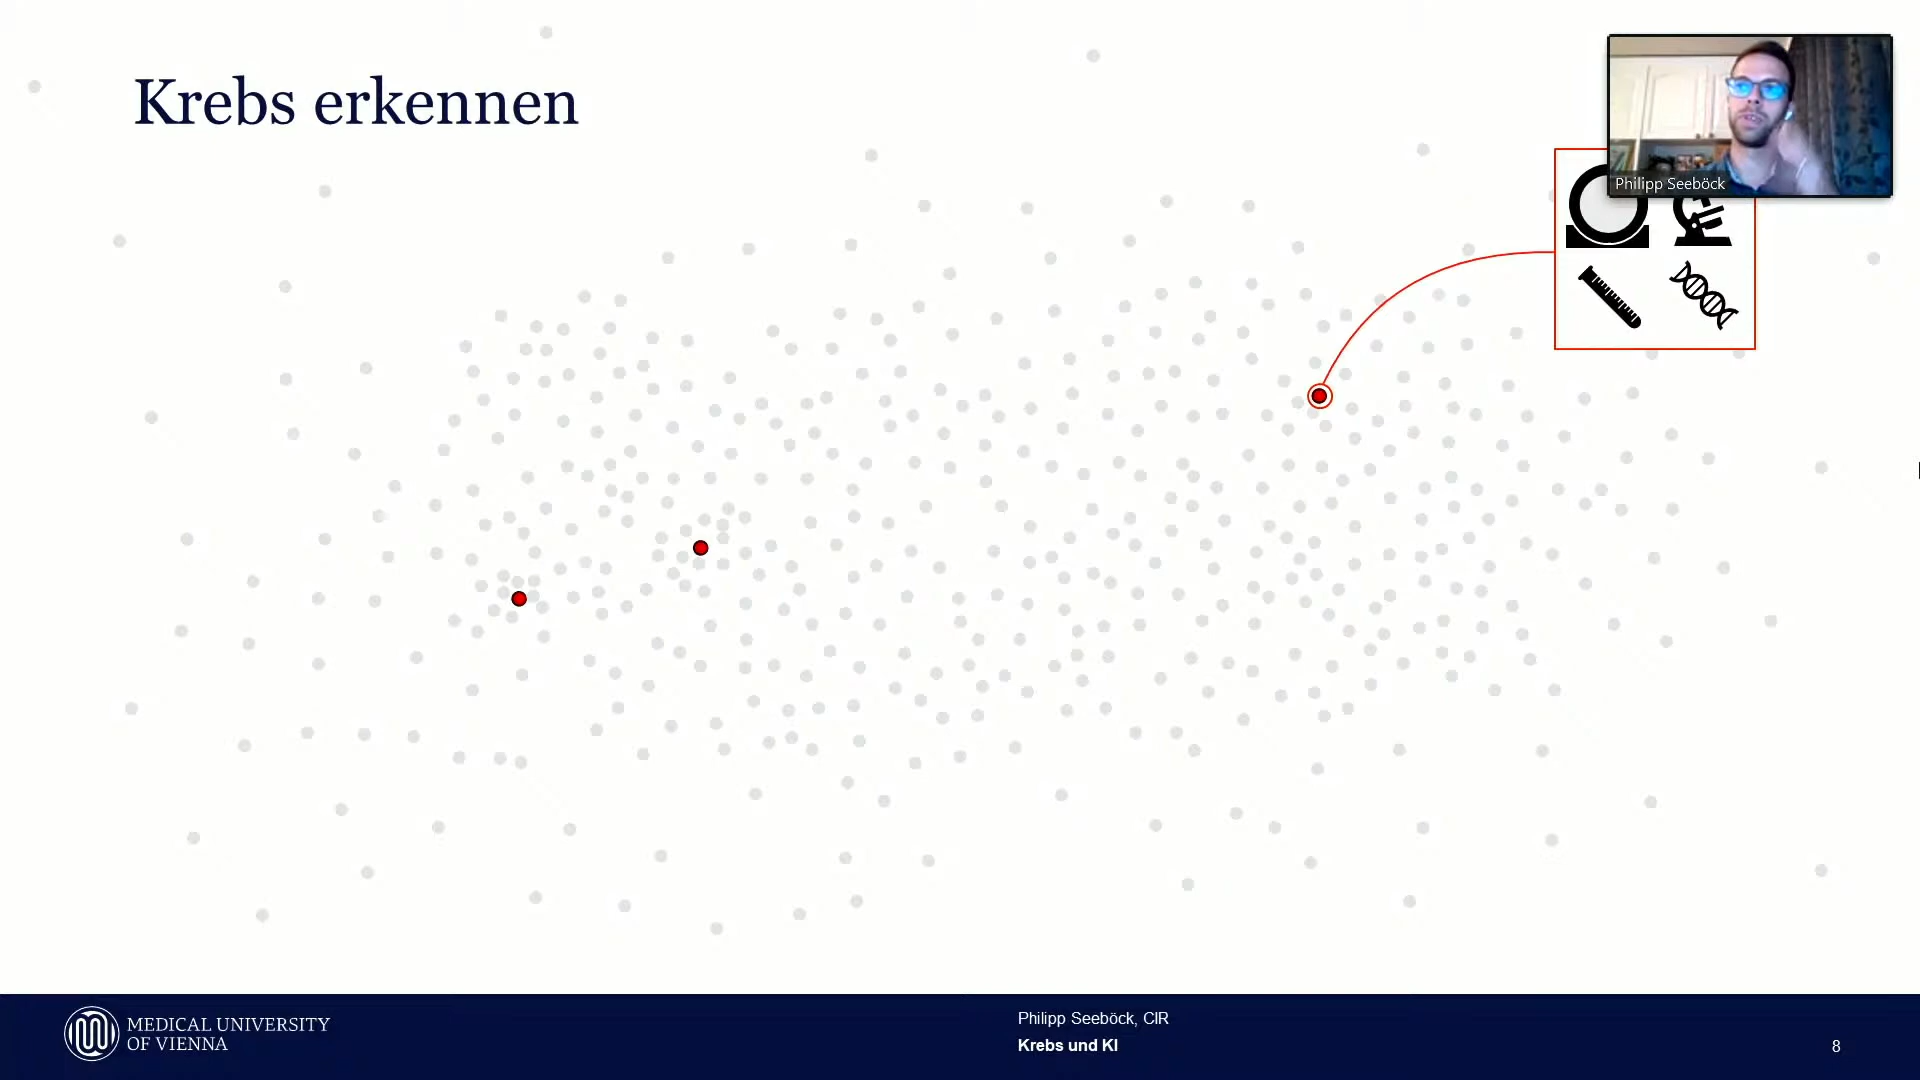 Krebs erkennen
Philipp Seeböck
MEDICAL UNIVERSITY
OF VIENNA
Philipp Seeböck, CIR
Krebs und KI
8